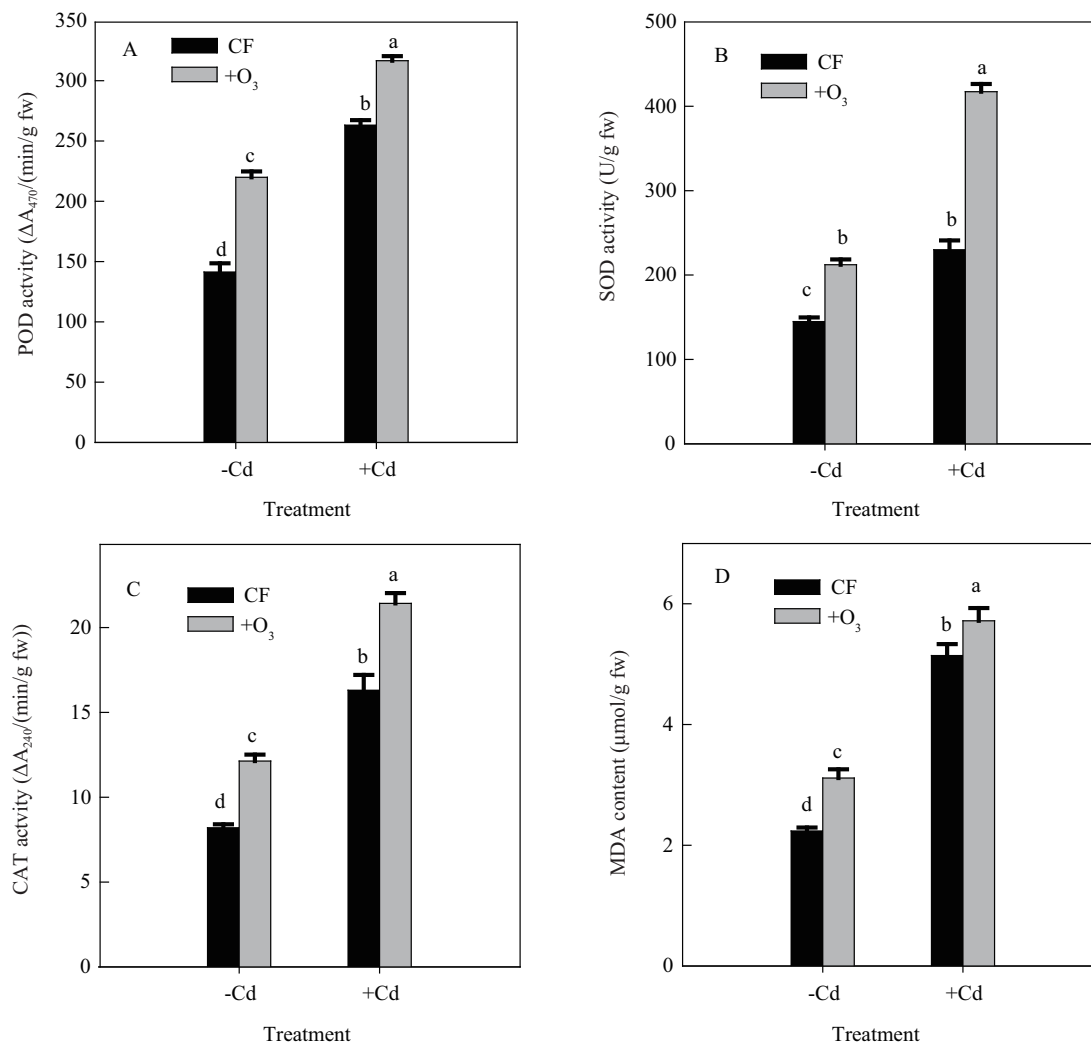 A
CF
+O₃
POD actvity (ΔA₄₇₀/(min/g fw)
350
300
250
200
150
100
50
0
d
c
b
a
-Cd +Cd
Treatment
B
CF
+O₃
SOD activity (U/g fw)
500
400
300
200
100
0
c
b
b
a
-Cd +Cd
Treatment
C
CF
+O₃
CAT actvity (ΔA₂₄₀/(min/g fw))
20
15
10
5
0
d
c
b
a
-Cd +Cd
Treatment
D
CF
+O₃
MDA content (μmol/g fw)
6
4
2
0
d
c
b
a
-Cd +Cd
Treatment